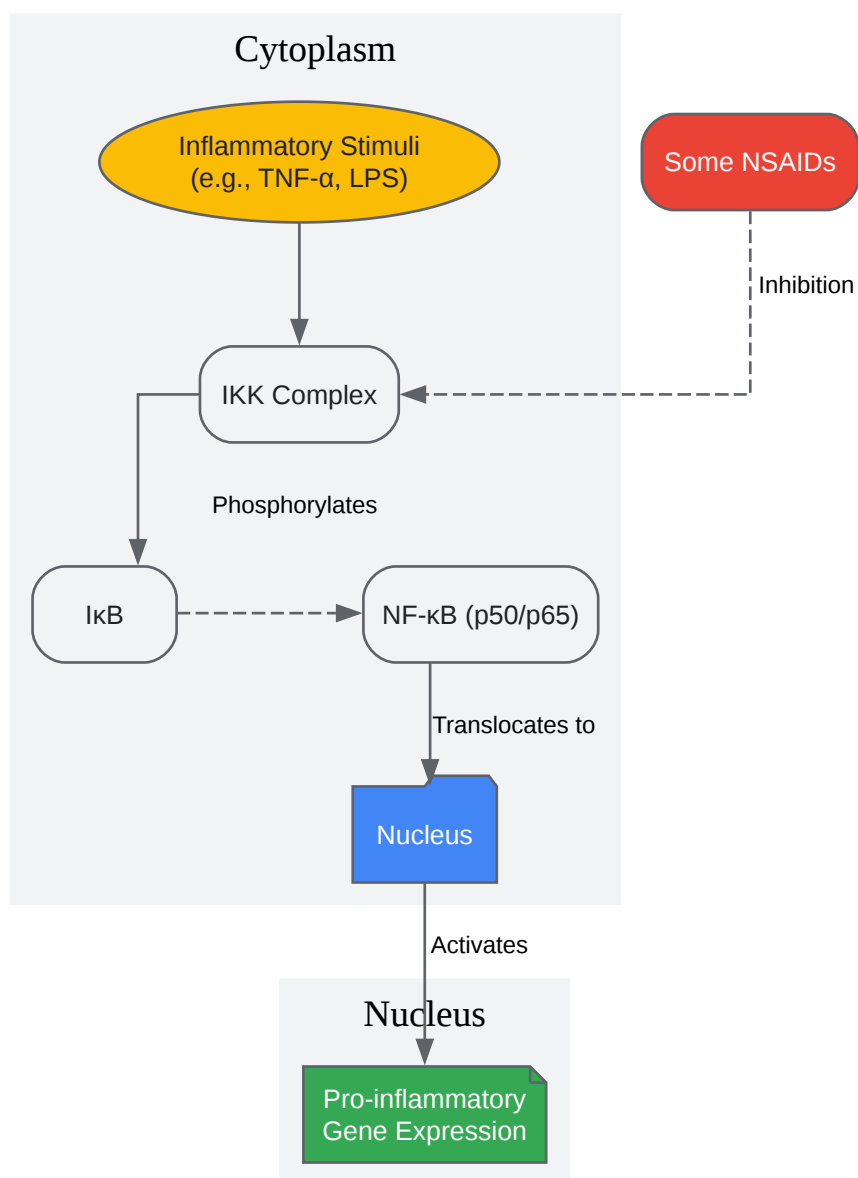 Cytoplasm
Inflammatory Stimuli
(e.g., TNF-α, LPS)
Some NSAIDs
Inhibition
IKK Complex
Phosphorylates
IκB
NF-κB (p50/p65)
Translocates to
Nucleus
Activates
Nucleus
Pro-inflammatory
Gene Expression